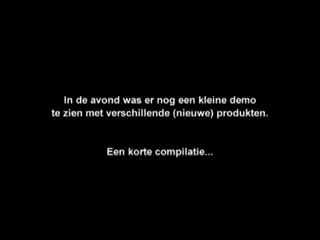 In de avond was er nog een kleine demo
te zien met verschillende (nieuwe) produkten.
Een korte compilatie...